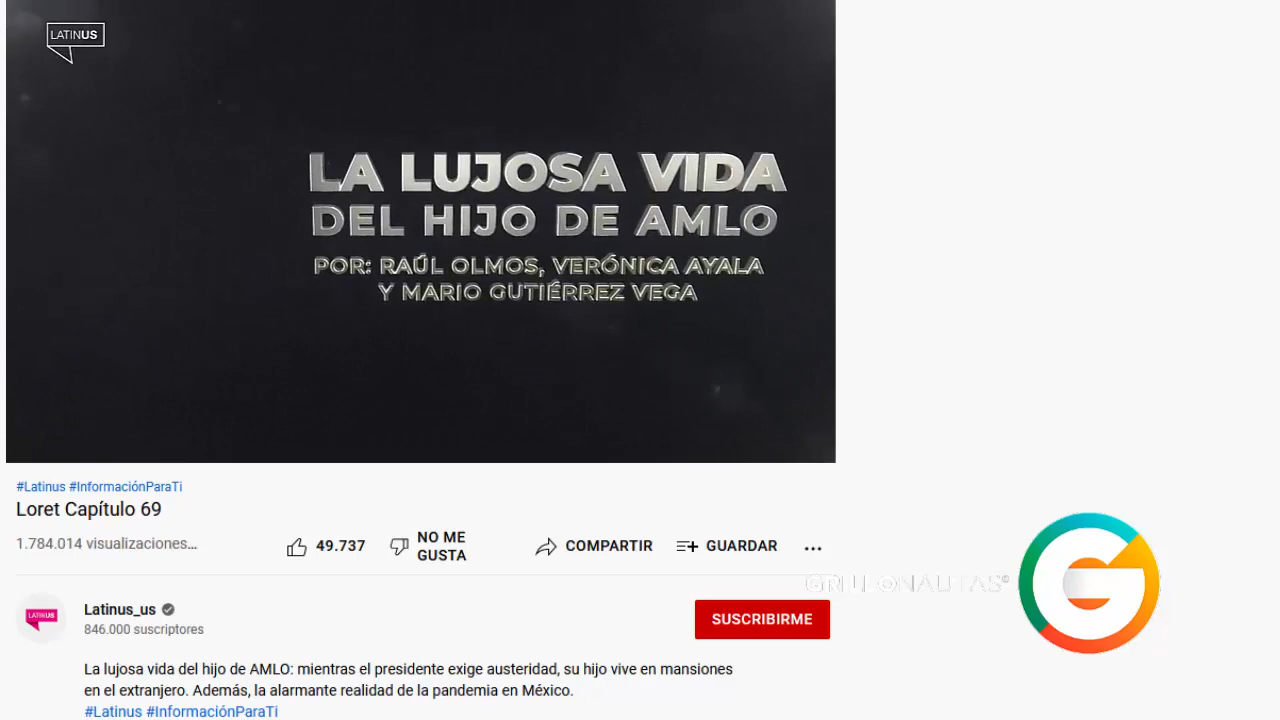 LATINUS
LA LUJOSA VIDA
DEL HIJO DE AMLO
POR: RAÚL OLMOS, VERÓNICA AYALA
Y MARIO GUTIÉRREZ VEGA
#Latinus #InformaciónParaTi
Loret Capítulo 69
1.784.014 visualizaciones...
49.737
NO ME
GUSTA
COMPARTIR
GUARDAR
...
GRILLONAUTAS®
G
LATINUS
Latinus_us
846.000 suscriptores
SUSCRIBIRME
La lujosa vida del hijo de AMLO: mientras el presidente exige austeridad, su hijo vive en mansiones
en el extranjero. Además, la alarmante realidad de la pandemia en México.
#Latinus #InformaciónParaTi